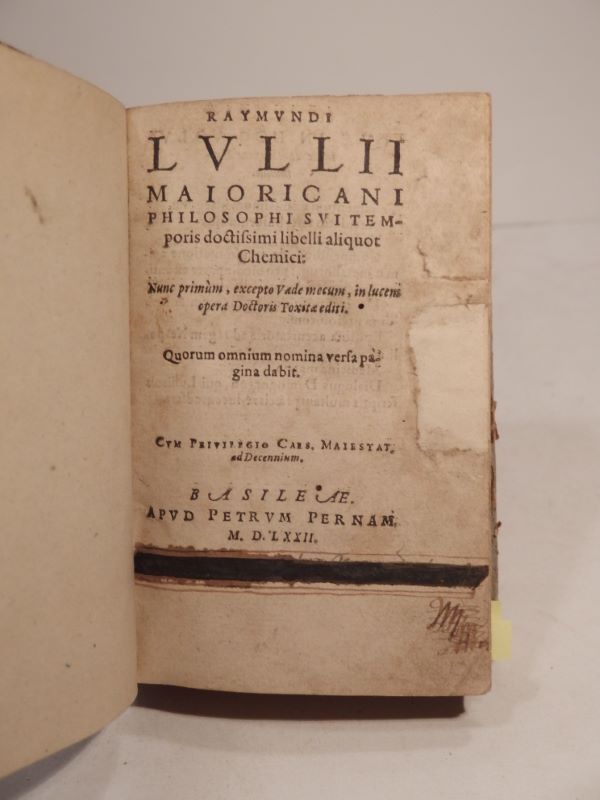 RAYMVNDI
LVLLII
MAIORICANI
PHILOSOPHI SVI TEM-
poris doctiſsimi libelli aliquot
Chemici:
Nunc primùm, excepto Vade mecum, in lucem
opera Doctoris Toxitæ editi.
Quorum omnium nomina verſa pa-
gina dabit.
CVM PRIVILEGIO CAES. MAIESTAT.
ad Decennium.
BASILEAE.
APVD PETRVM PERNAM.
M. D. LXXII.